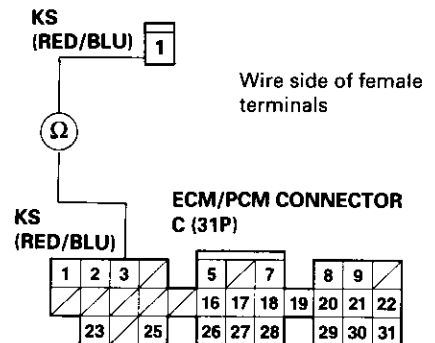 KS
(RED/BLU)
1
Wire side of female
terminals
Ω
ECM/PCM CONNECTOR
C (31P)
KS
(RED/BLU)
1 2 3 5 7 8 9
16 17 18 19 20 21 22
23 25 26 27 28 29 30 31